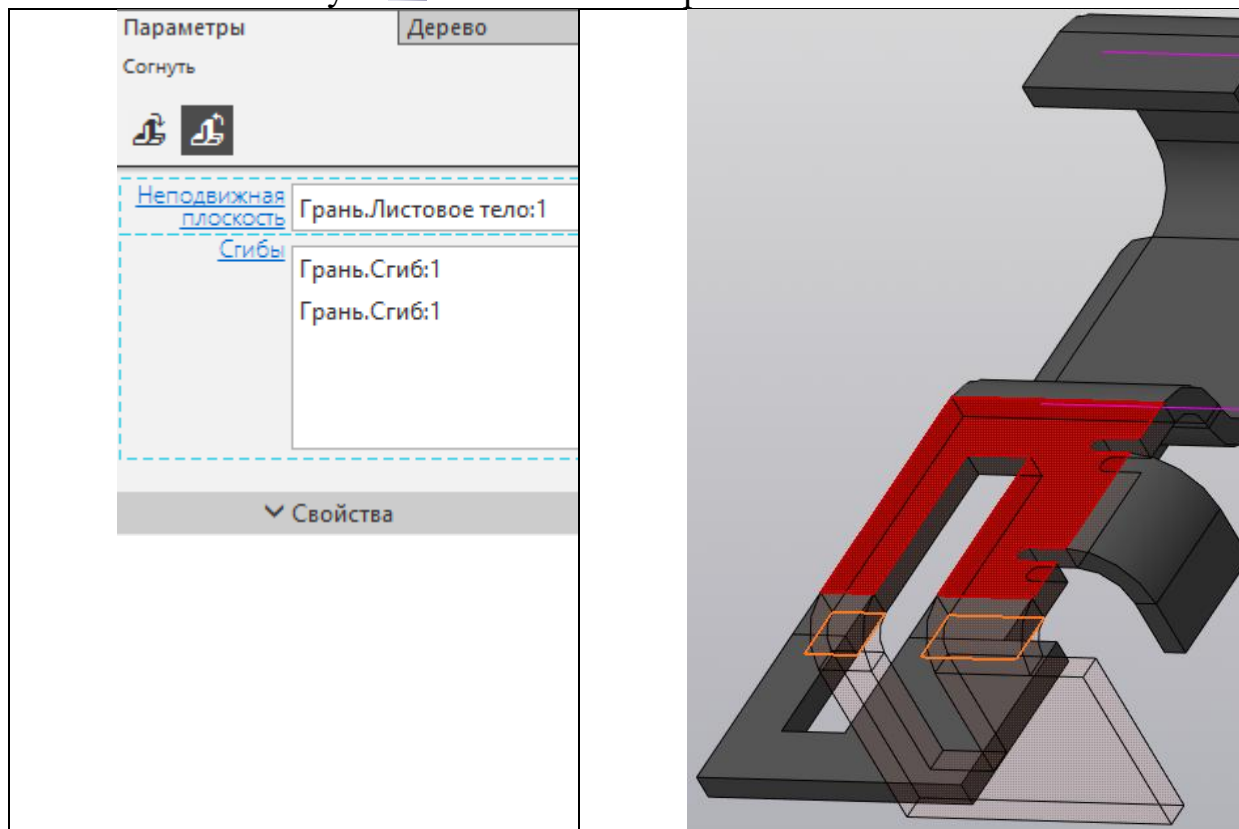 Параметры
Дерево
Согнуть
Неподвижная
плоскость
Грань.Листовое тело:1
Сгибы
Грань.Сгиб:1
Грань.Сгиб:1
Свойства